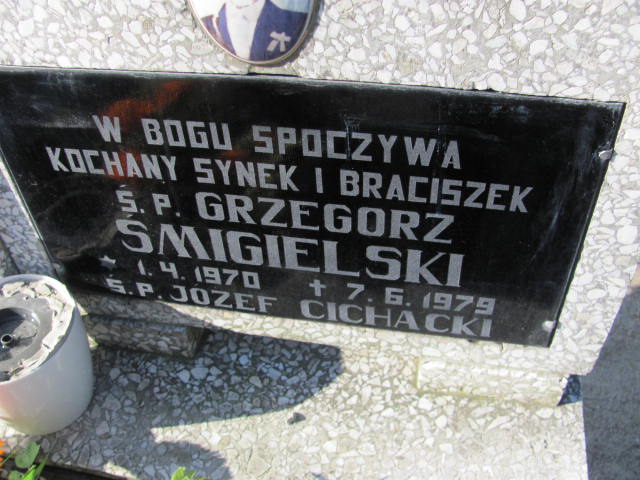 W BOGU SPOCZYWA
KOCHANY SYNEK I BRACISZEK
Ś. P. GRZEGORZ
ŚMIGIELSKI
* 1. 4. 1970 + 7. 6. 1979
Ś. P. JÓZEF CICHACKI